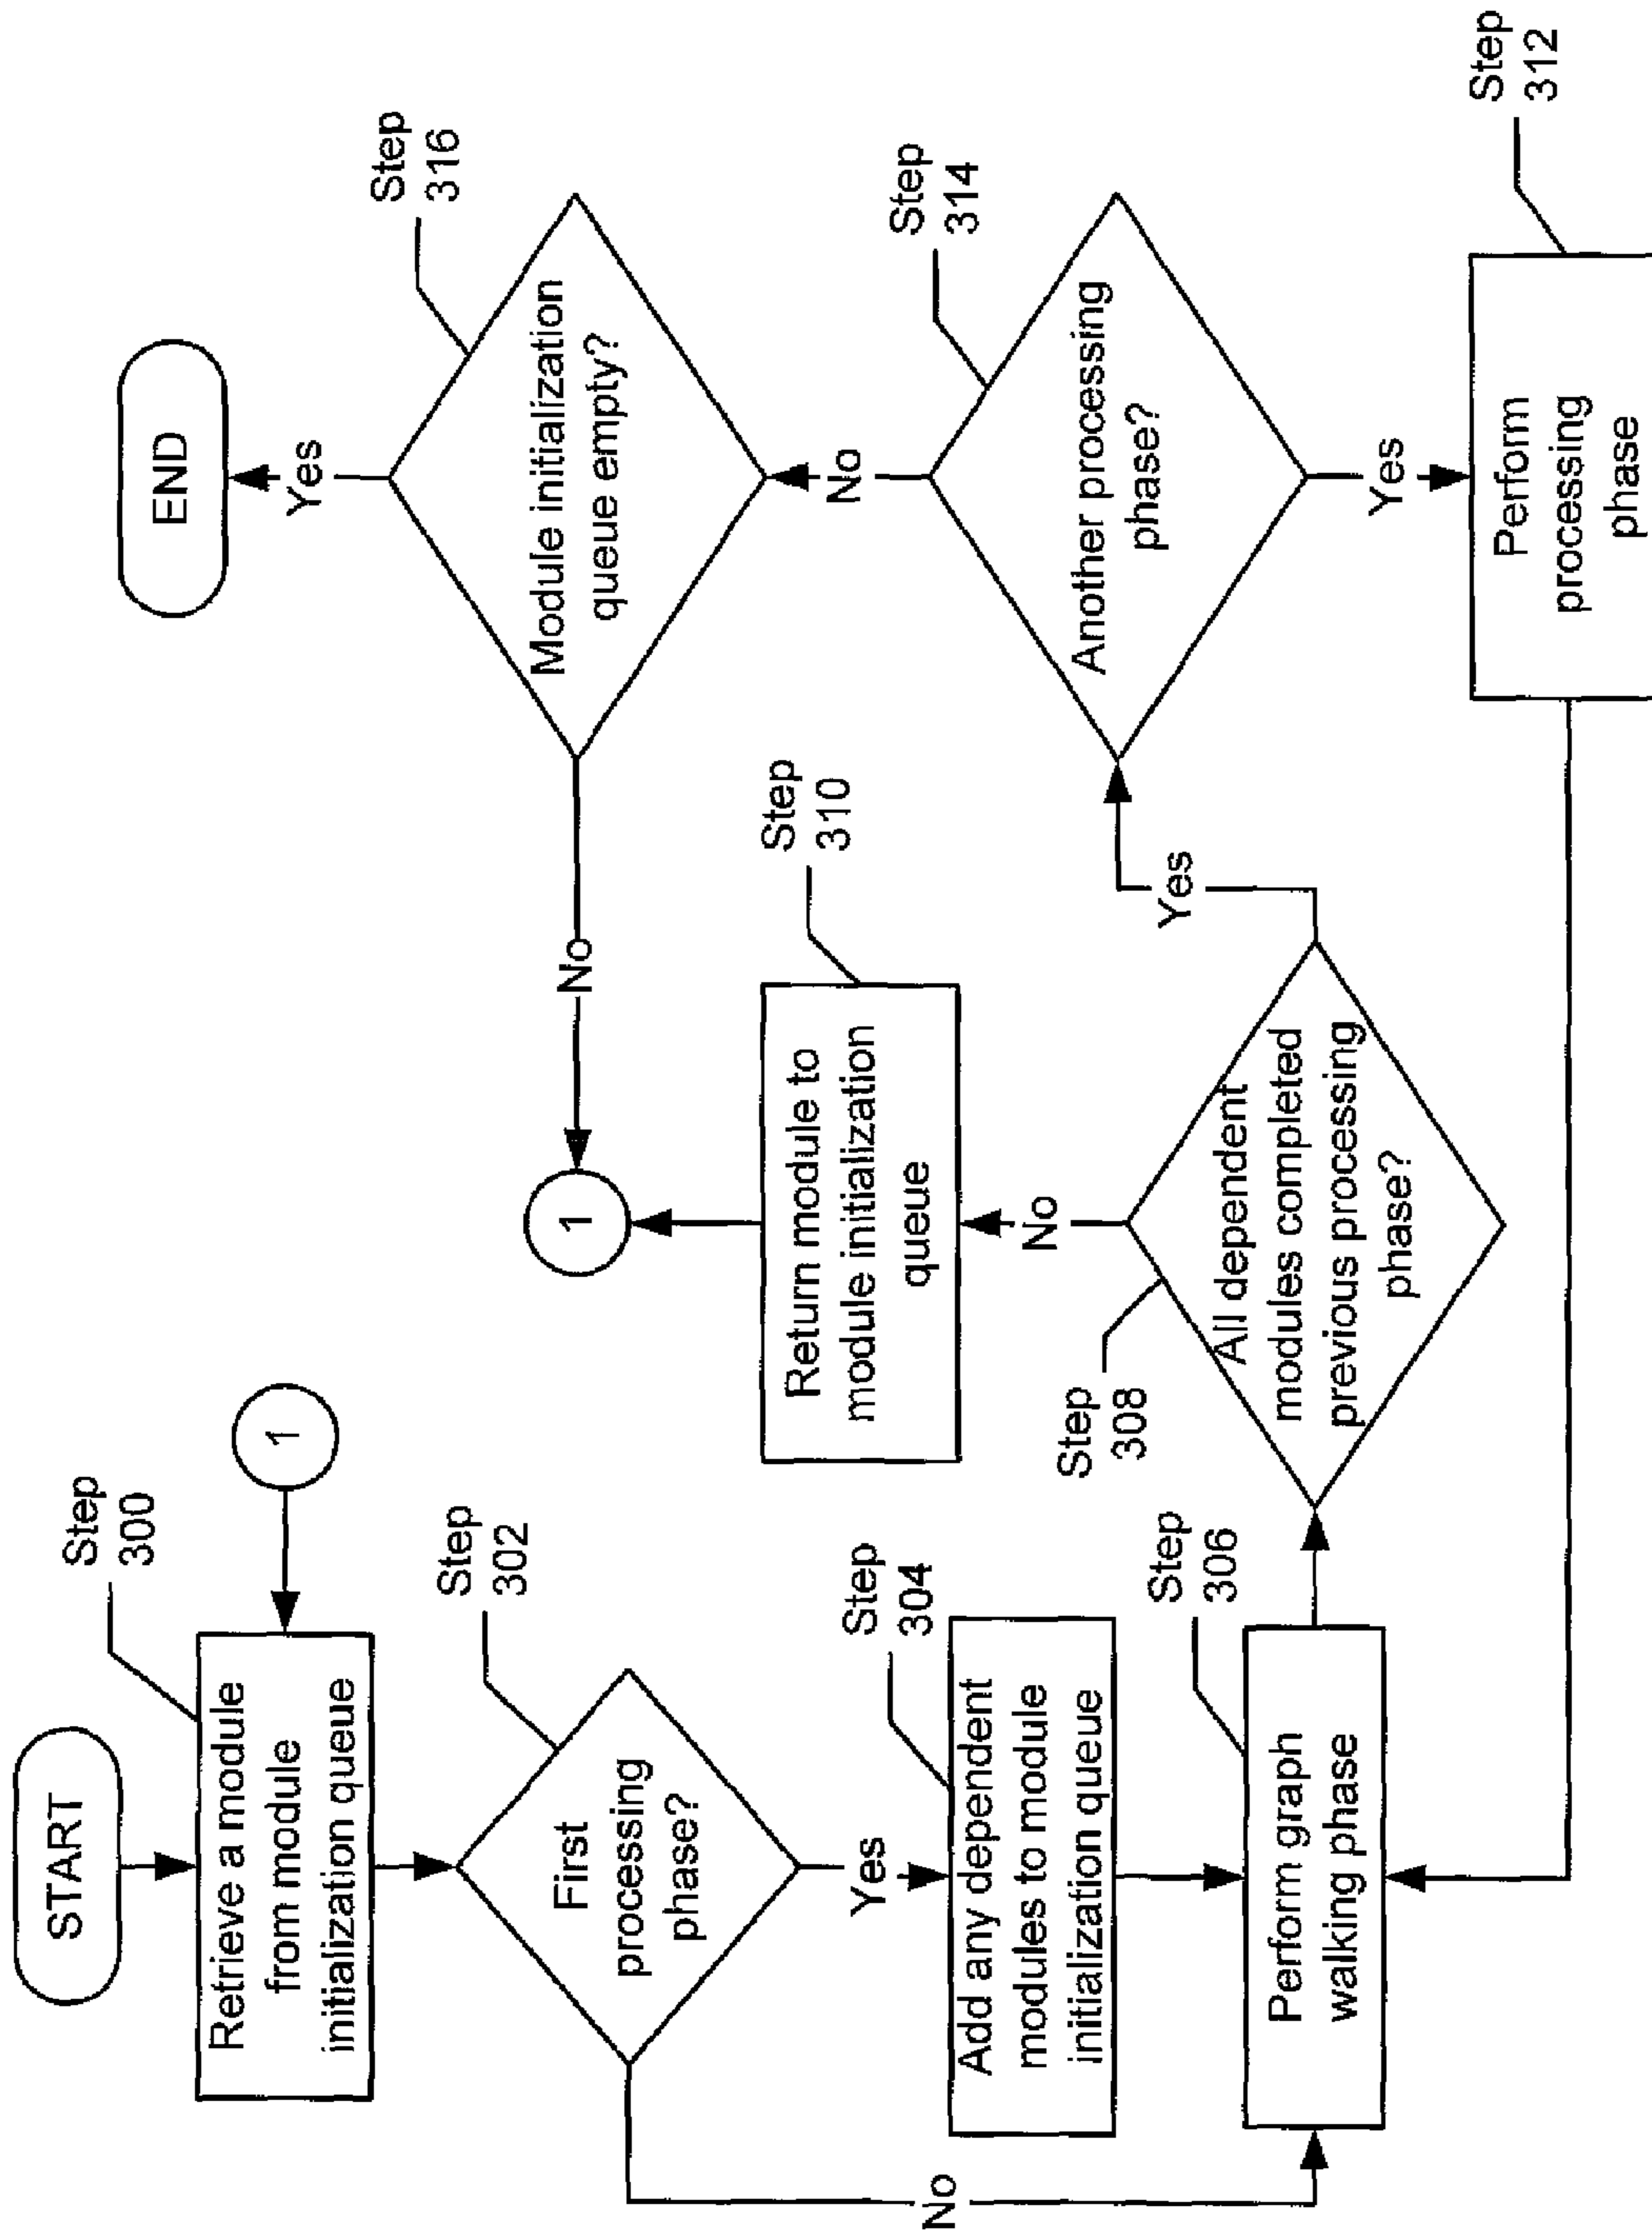 START
Step
300
Retrieve a module
from module
initialization queue
1
Step
302
First
processing
phase?
Yes
No
Step
304
Add any dependent
modules to module
initialization queue
Step
306
Perform graph
walking phase
Step
308
All dependent
modules completed
previous processing
phase?
No
Yes
Step
310
Return module to
module initialization
queue
1
No
END
Yes
Step
316
Module initialization
queue empty?
No
Step
314
Another processing
phase?
Yes
Step
312
Perform
processing
phase